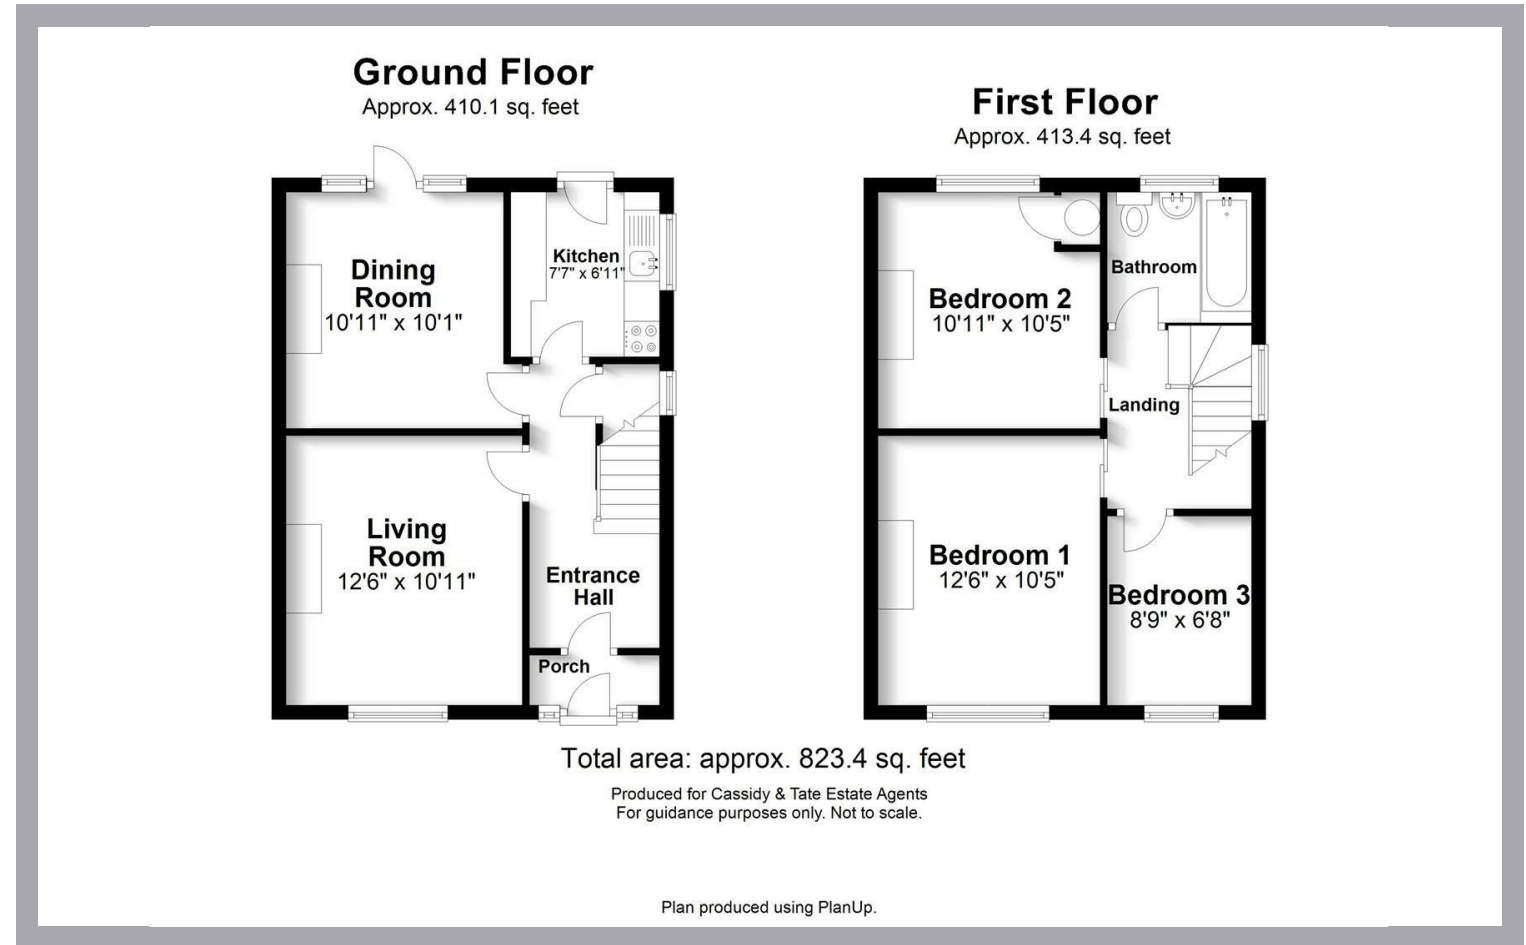 Ground Floor
Approx. 410.1 sq. feet
Dining
Room
10'11" x 10'1"
Kitchen
7'7" x 6'11"
Living
Room
12'6" x 10'11"
Entrance
Hall
Porch
First Floor
Approx. 413.4 sq. feet
Bathroom
Bedroom 2
10'11" x 10'5"
Landing
Bedroom 1
12'6" x 10'5"
Bedroom 3
8'9" x 6'8"
Total area: approx. 823.4 sq. feet
Produced for Cassidy & Tate Estate Agents
For guidance purposes only. Not to scale.
Plan produced using PlanUp.